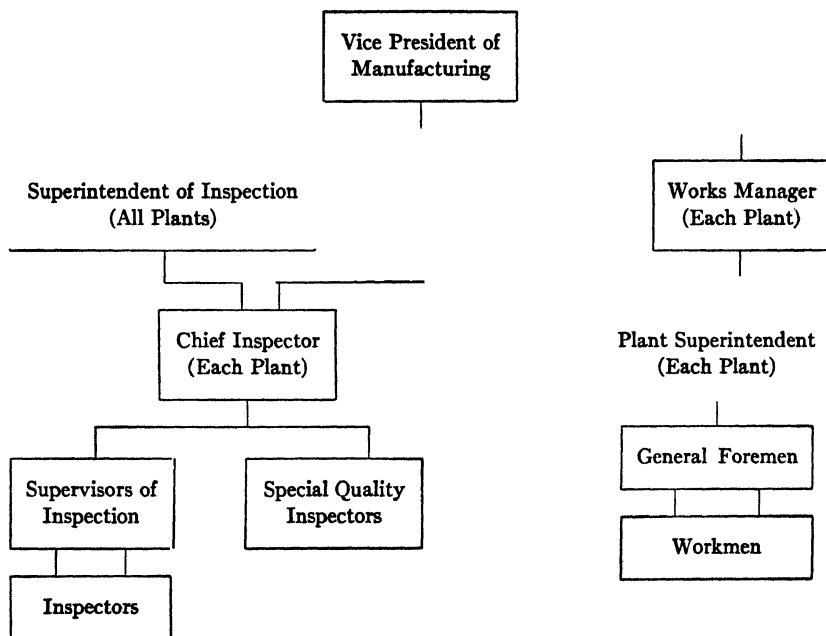 Vice President of
Manufacturing
Superintendent of Inspection
(All Plants)
Works Manager
(Each Plant)
Chief Inspector
(Each Plant)
Plant Superintendent
(Each Plant)
General Foremen
Supervisors of
Inspection
Special Quality
Inspectors
Workmen
Inspectors